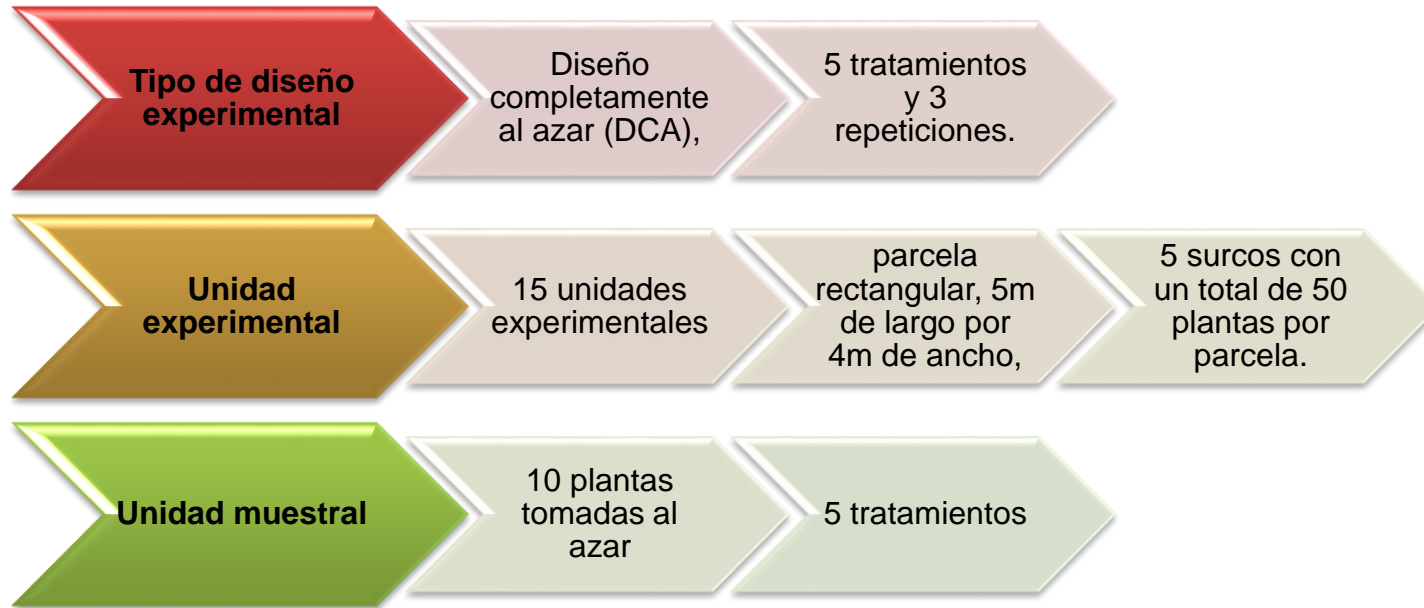 Tipo de diseño
experimental
Diseño
completamente
al azar (DCA),
5 tratamientos
y 3
repeticiones.
Unidad
experimental
15 unidades
experimentales
parcela
rectangular, 5m
de largo por
4m de ancho,
5 surcos con
un total de 50
plantas por
parcela.
Unidad muestral
10 plantas
tomadas al
azar
5 tratamientos